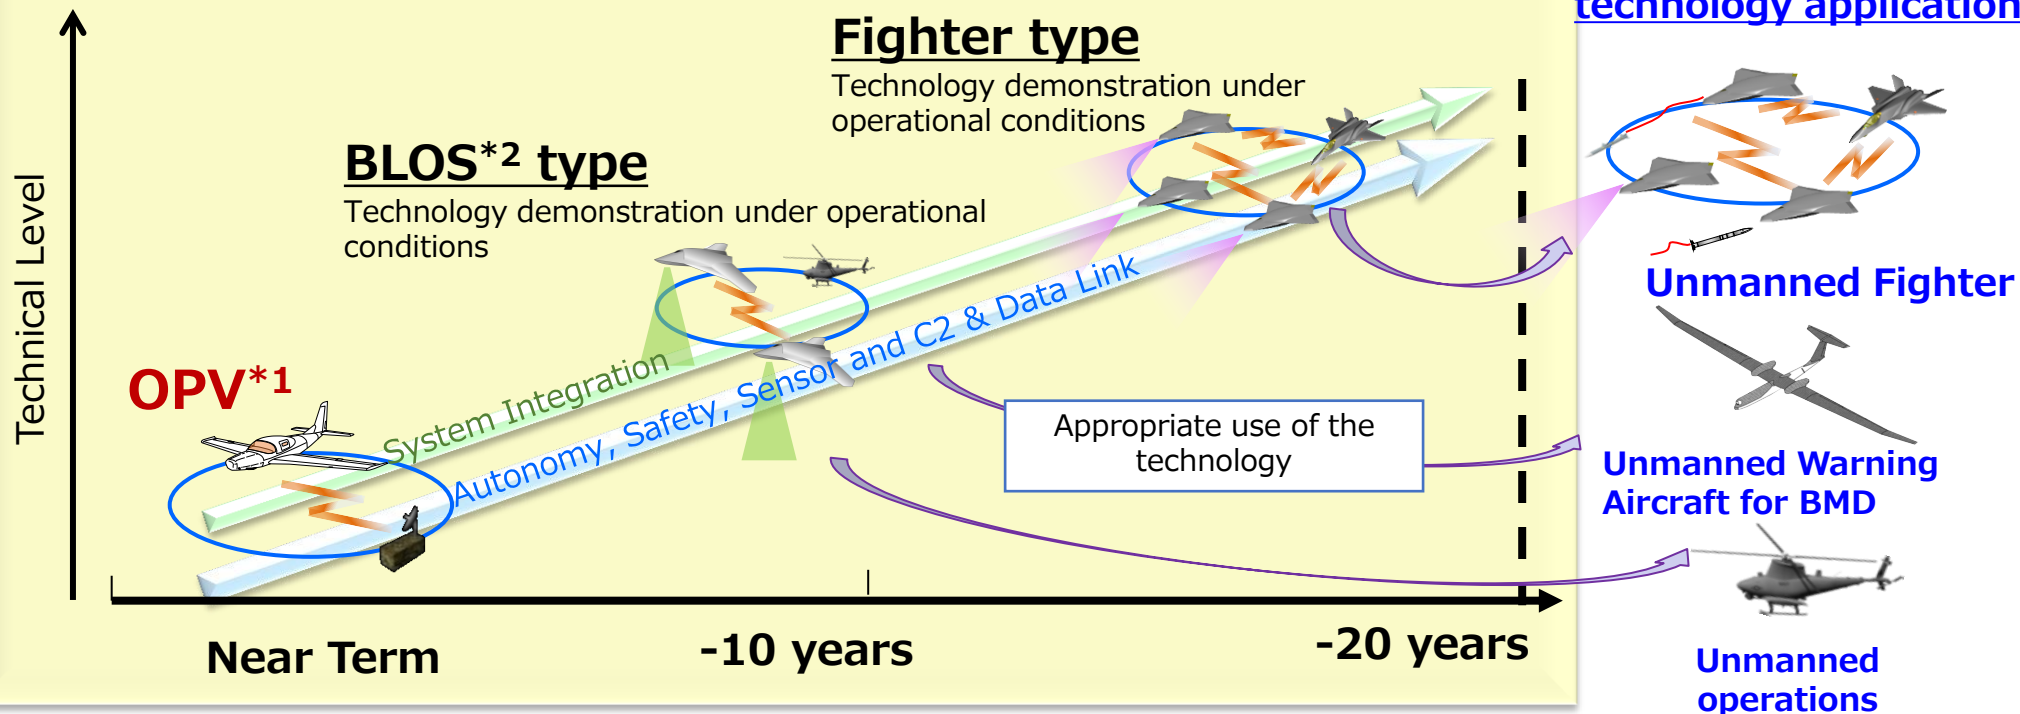 technology application
Fighter type
Technology demonstration under
operational conditions
BLOS*2 type
Technology demonstration under operational
conditions
Technical Level
OPV*1
System Integration
Autonomy, Safety, Sensor and C2 & Data Link
Appropriate use of the
technology
Unmanned Fighter
Unmanned Warning
Aircraft for BMD
Unmanned
operations
Near Term
-10 years
-20 years